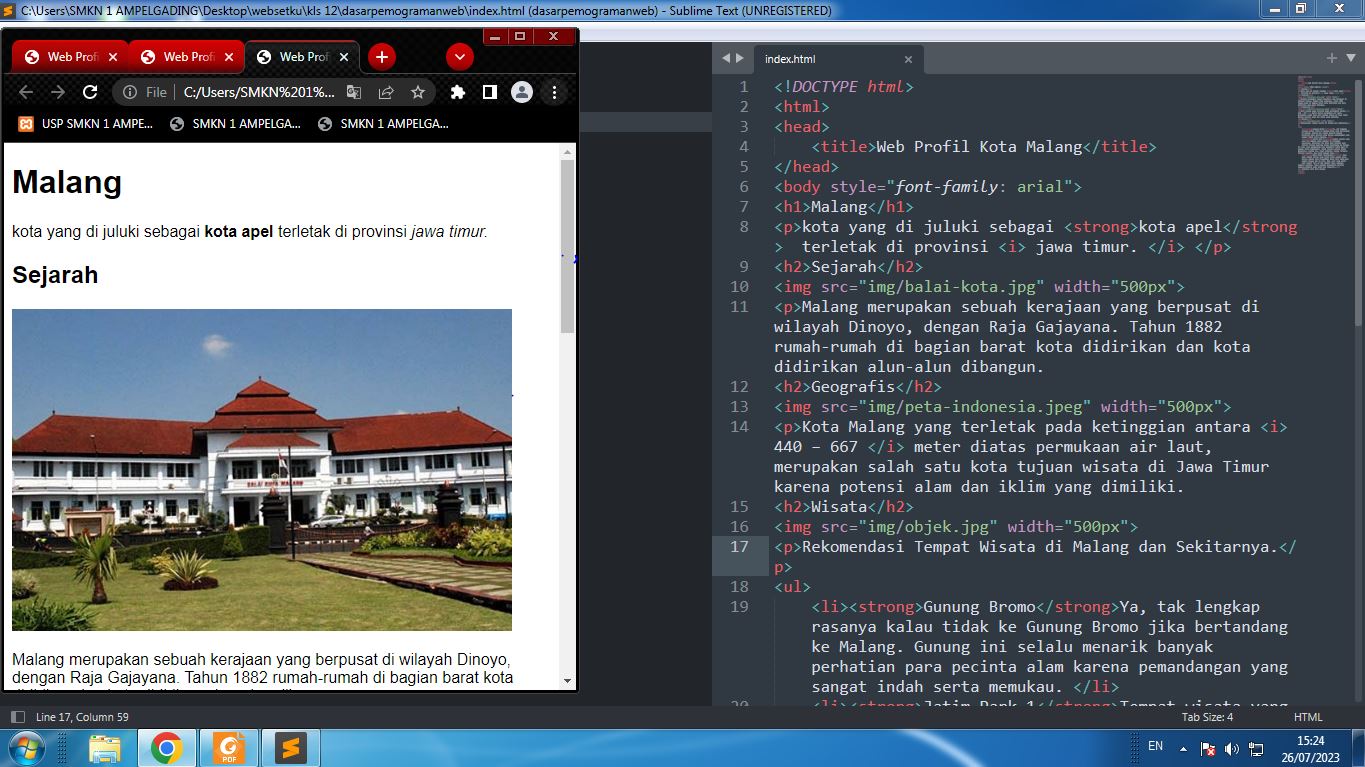 C:\Users\SMKN 1 AMPELGADING\Desktop\websetku\kls 12\dasarpemogramanweb\index.html (dasarpemogramanweb) - Sublime Text (UNREGISTERED)
Web Prof
Web Prof
Web Prof
File
C:/Users/SMKN%201%...
USP SMKN 1 AMPE...
SMKN 1 AMPELGA...
SMKN 1 AMPELGA...
Malang
kota yang di juluki sebagai kota apel terletak di provinsi jawa timur.
Sejarah
BALAI KOTA MALANG
Malang merupakan sebuah kerajaan yang berpusat di wilayah Dinoyo,
dengan Raja Gajayana. Tahun 1882 rumah-rumah di bagian barat kota
index.html
1 <!DOCTYPE html>
2 <html>
3 <head>
4 <title>Web Profil Kota Malang</title>
5 </head>
6 <body style="font-family: arial">
7 <h1>Malang</h1>
8 <p>kota yang di juluki sebagai <strong>kota apel</strong
>  terletak di provinsi <i> jawa timur. </i> </p>
9 <h2>Sejarah</h2>
10 <img src="img/balai-kota.jpg" width="500px">
11 <p>Malang merupakan sebuah kerajaan yang berpusat di
wilayah Dinoyo, dengan Raja Gajayana. Tahun 1882
rumah-rumah di bagian barat kota didirikan dan kota
didirikan alun-alun dibangun.
12 <h2>Geografis</h2>
13 <img src="img/peta-indonesia.jpeg" width="500px">
14 <p>Kota Malang yang terletak pada ketinggian antara <i>
440 – 667 </i> meter diatas permukaan air laut,
merupakan salah satu kota tujuan wisata di Jawa Timur
karena potensi alam dan iklim yang dimiliki.
15 <h2>Wisata</h2>
16 <img src="img/objek.jpg" width="500px">
17 <p>Rekomendasi Tempat Wisata di Malang dan Sekitarnya.</
p>
18 <ul>
19 <li><strong>Gunung Bromo</strong>Ya, tak lengkap
rasanya kalau tidak ke Gunung Bromo jika bertandang
ke Malang. Gunung ini selalu menarik banyak
perhatian para pecinta alam karena pemandangan yang
sangat indah serta memukau. </li>
20 <li><strong>Jatim Park 1</strong>Tempat wisata yang
Line 17, Column 59
Tab Size: 4
HTML
PDF
EN
15:24
26/07/2023